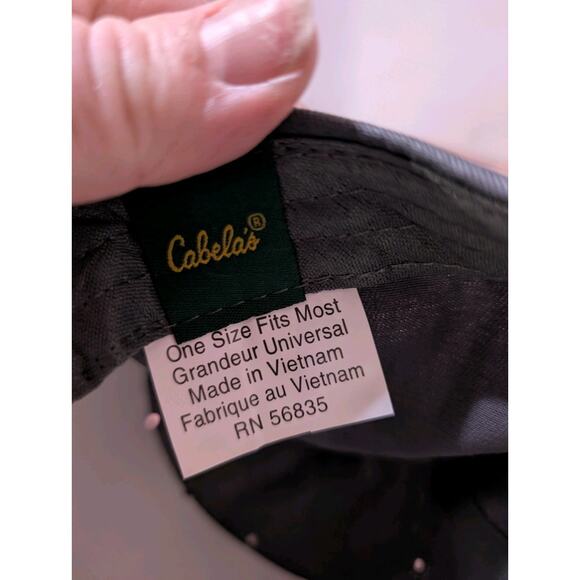 Cabela's®
One Size Fits Most
Grandeur Universal
Made in Vietnam
Fabrique au Vietnam
RN 56835